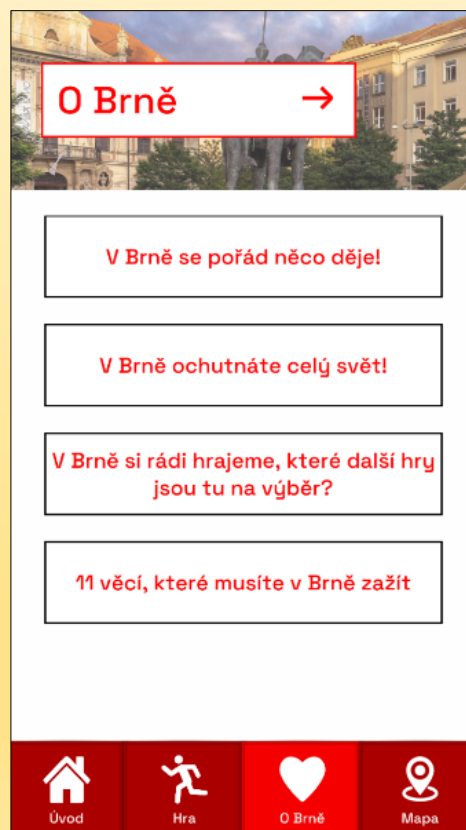 O Brně →
V Brně se pořád něco děje!
V Brně ochutnáte celý svět!
V Brně si rádi hrajeme, které další hry
jsou tu na výběr?
11 věcí, které musíte v Brně zažít
Úvod
Hra
O Brně
Mapa